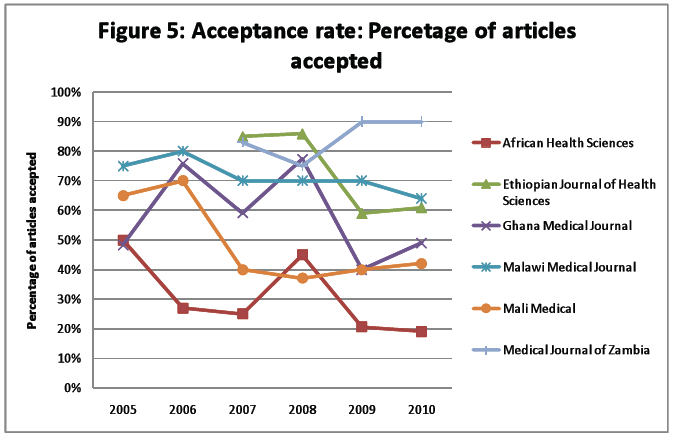 Figure 5: Acceptance rate: Percetage of articles
accepted
100%
90%
80%
70%
60%
50%
40%
30%
20%
10%
0%
Percentage of articles accepted
2005 2006 2007 2008 2009 2010
African Health Sciences
Ethiopian Journal of Health
Sciences
Ghana Medical Journal
Malawi Medical Journal
Mali Medical
Medical Journal of Zambia